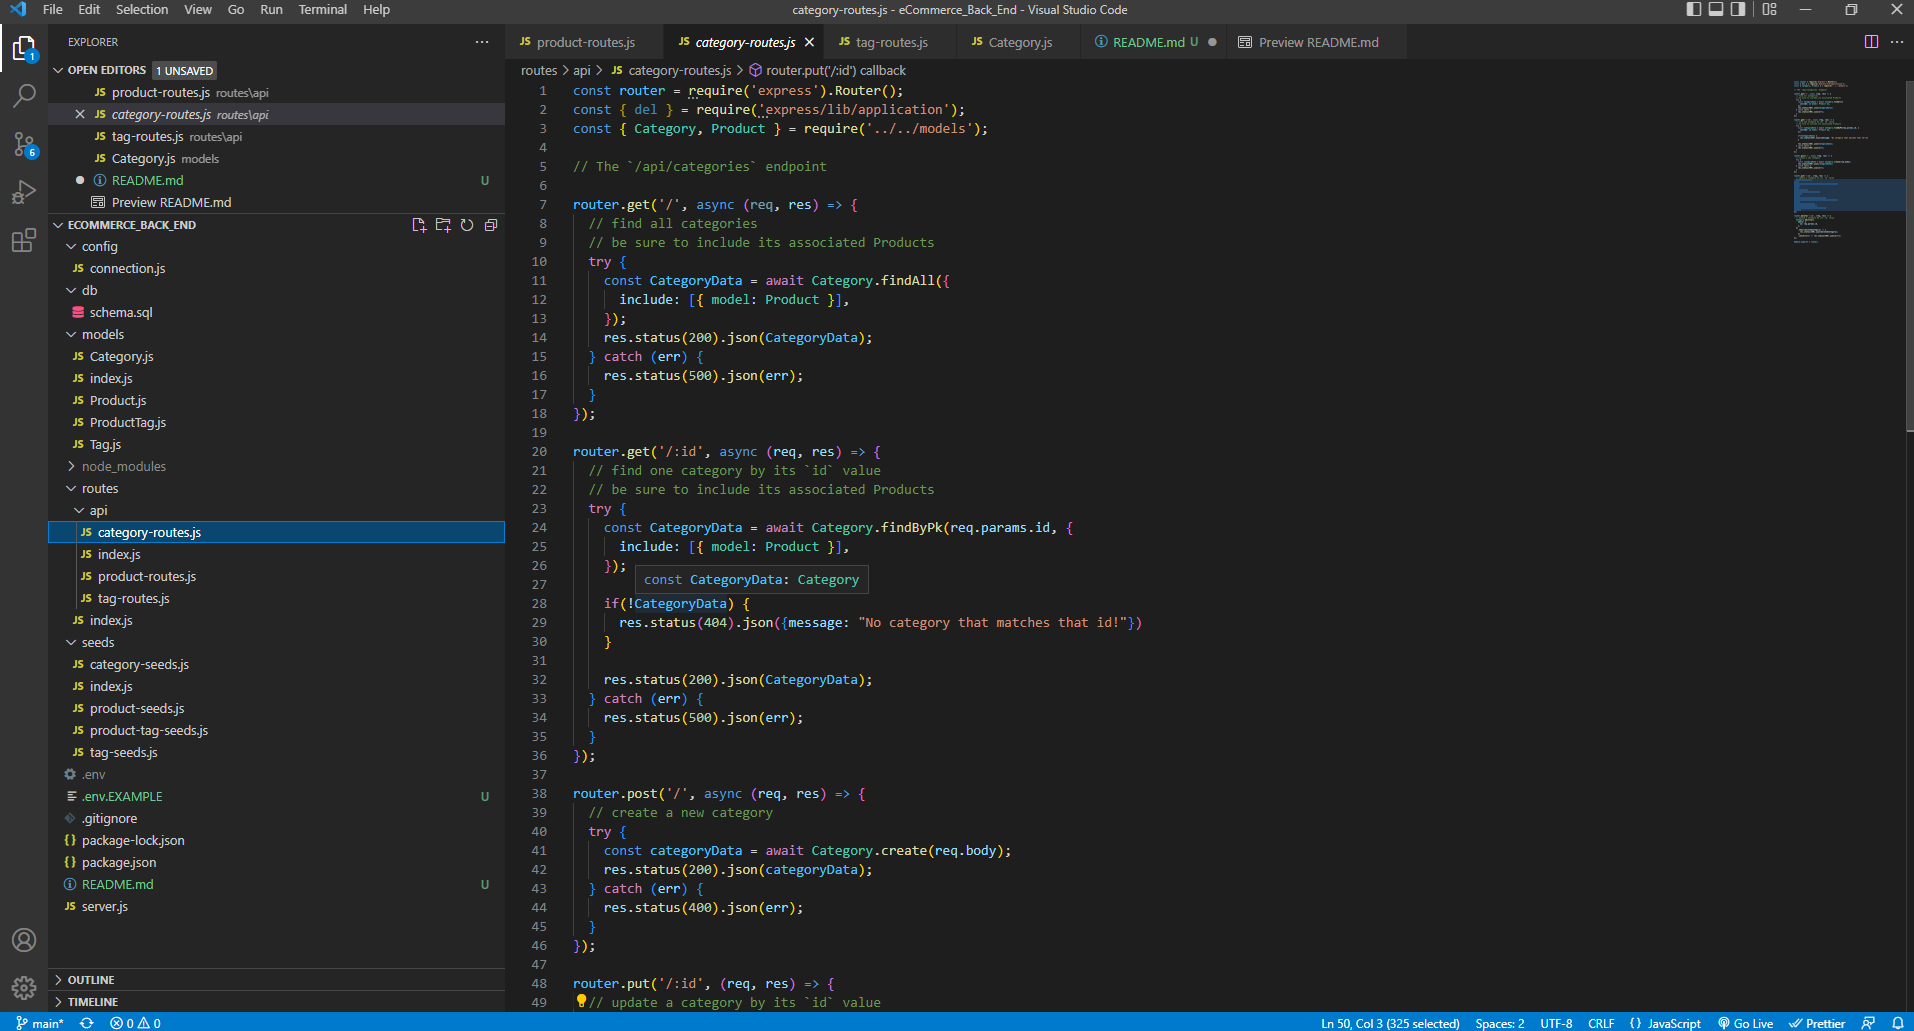 File Edit Selection View Go Run Terminal Help
category-routes.js - eCommerce_Back_End - Visual Studio Code
EXPLORER
OPEN EDITORS 1 UNSAVED
JS product-routes.js routes\api
JS category-routes.js routes\api
JS tag-routes.js routes\api
JS Category.js models
README.md U
Preview README.md
ECOMMERCE_BACK_END
config
JS connection.js
db
schema.sql
models
JS Category.js
JS index.js
JS Product.js
JS ProductTag.js
JS Tag.js
node_modules
routes
api
JS category-routes.js
JS index.js
JS product-routes.js
JS tag-routes.js
JS index.js
seeds
JS category-seeds.js
JS index.js
JS product-seeds.js
JS product-tag-seeds.js
JS tag-seeds.js
.env
.env.EXAMPLE U
.gitignore
{} package-lock.json
{} package.json
README.md U
JS server.js
OUTLINE
TIMELINE
1
6
JS product-routes.js JS category-routes.js JS tag-routes.js JS Category.js README.md U Preview README.md
routes > api > JS category-routes.js > router.put('/:id') callback
1 const router = require('express').Router();
2 const { del } = require('express/lib/application');
3 const { Category, Product } = require('../../models');
4
5 // The `/api/categories` endpoint
6
7 router.get('/', async (req, res) => {
8 // find all categories
9 // be sure to include its associated Products
10 try {
11 const CategoryData = await Category.findAll({
12 include: [{ model: Product }],
13 });
14 res.status(200).json(CategoryData);
15 } catch (err) {
16 res.status(500).json(err);
17 }
18 });
19
20 router.get('/:id', async (req, res) => {
21 // find one category by its `id` value
22 // be sure to include its associated Products
23 try {
24 const CategoryData = await Category.findByPk(req.params.id, {
25 include: [{ model: Product }],
26 });
const CategoryData: Category
27
28 if(!CategoryData) {
29 res.status(404).json({message: "No category that matches that id!"})
30 }
31
32 res.status(200).json(CategoryData);
33 } catch (err) {
34 res.status(500).json(err);
35 }
36 });
37
38 router.post('/', async (req, res) => {
39 // create a new category
40 try {
41 const categoryData = await Category.create(req.body);
42 res.status(200).json(categoryData);
43 } catch (err) {
44 res.status(400).json(err);
45 }
46 });
47
48 router.put('/:id', (req, res) => {
49 // update a category by its `id` value
main* 0 0 Ln 50, Col 3 (325 selected) Spaces: 2 UTF-8 CRLF {} JavaScript Go Live Prettier